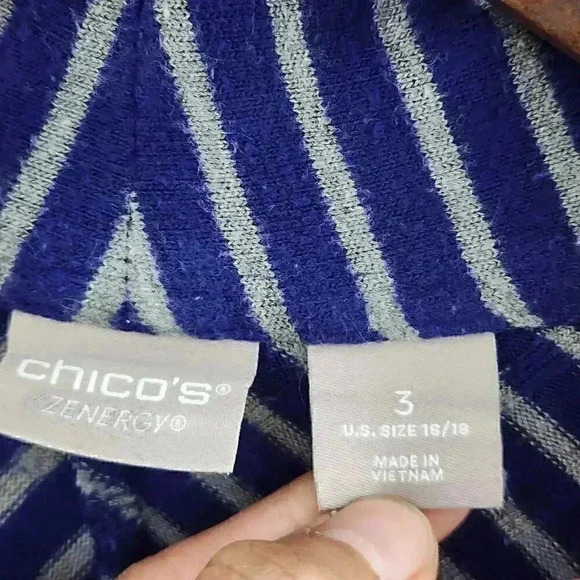 CHICO'S®
ZENERGY®
3
U.S. SIZE 16/18
MADE IN
VIETNAM